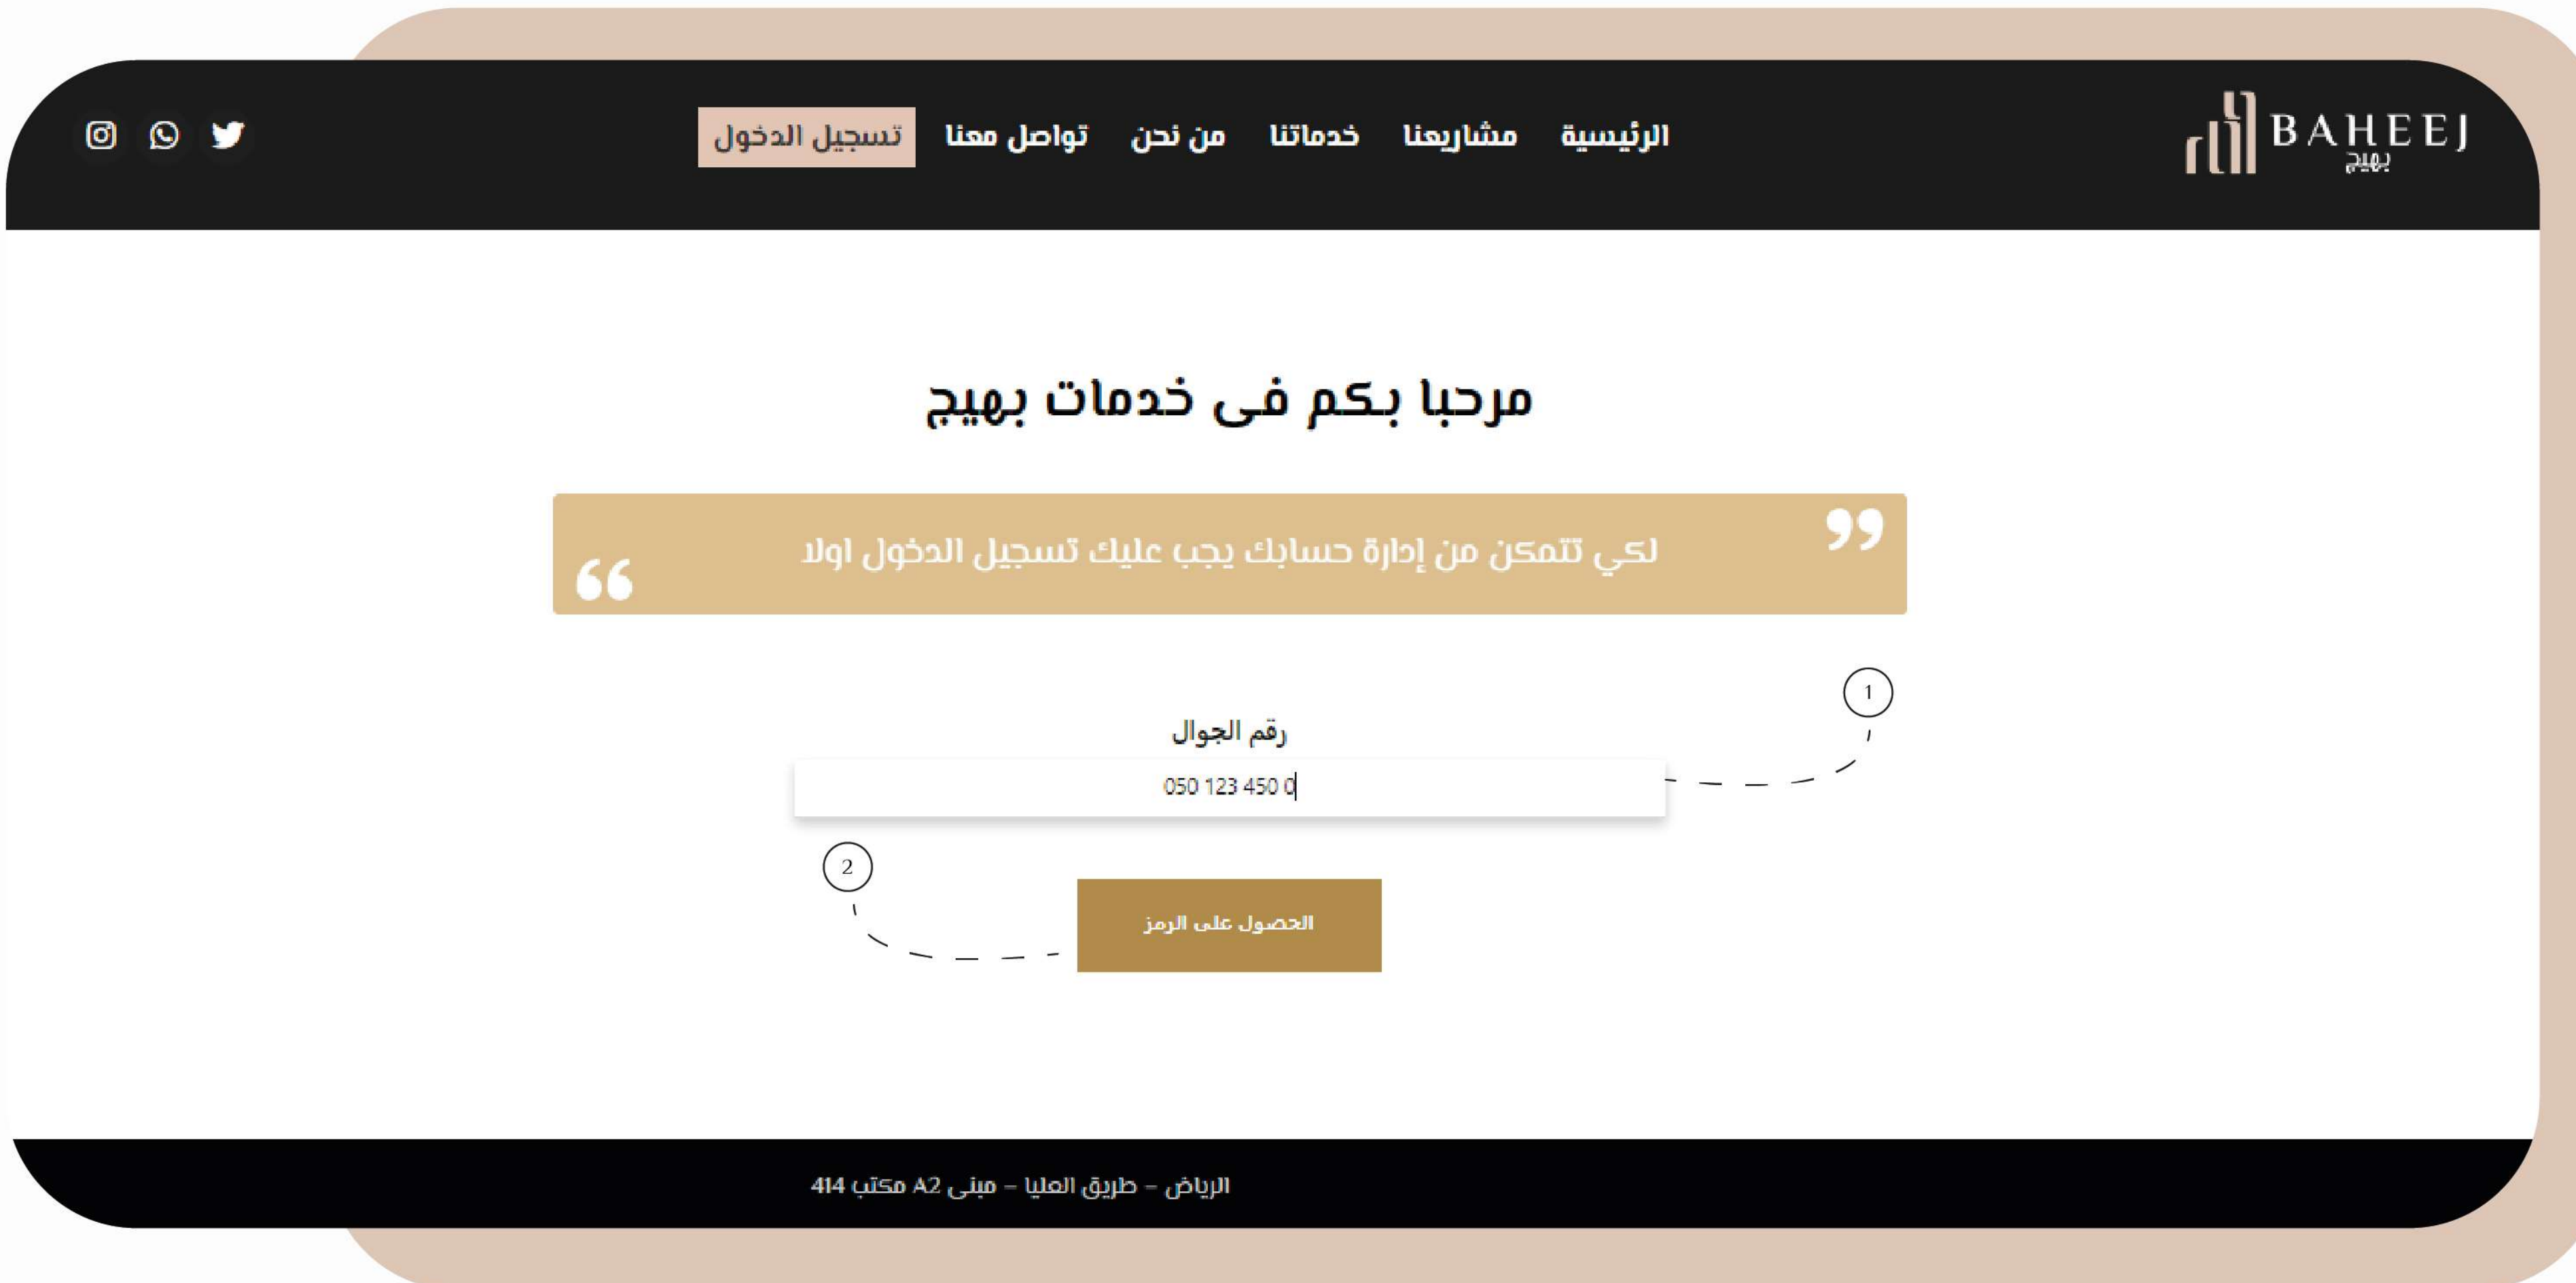 BAHEEJ
بهيج
الرئيسية مشاريعنا خدماتنا من نحن تواصل معنا تسجيل الدخول
مرحبا بكم فى خدمات بهيج
لكي تتمكن من إدارة حسابك يجب عليك تسجيل الدخول اولا
1
رقم الجوال
050 123 450 0
2
الحصول على الرمز
الرياض – طريق العليا – مبنى A2 مكتب 414